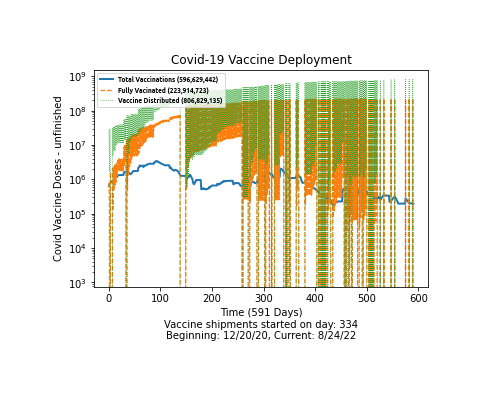 Covid-19 Vaccine Deployment
Total Vaccinations (596,629,442)
Fully Vacinated (223,914,723)
Vaccine Distributed (806,829,135)
Covid Vaccine Doses - unfinished
10⁹
10⁸
10⁷
10⁶
10⁵
10⁴
10³
0 100 200 300 400 500 600
Time (591 Days)
Vaccine shipments started on day: 334
Beginning: 12/20/20, Current: 8/24/22